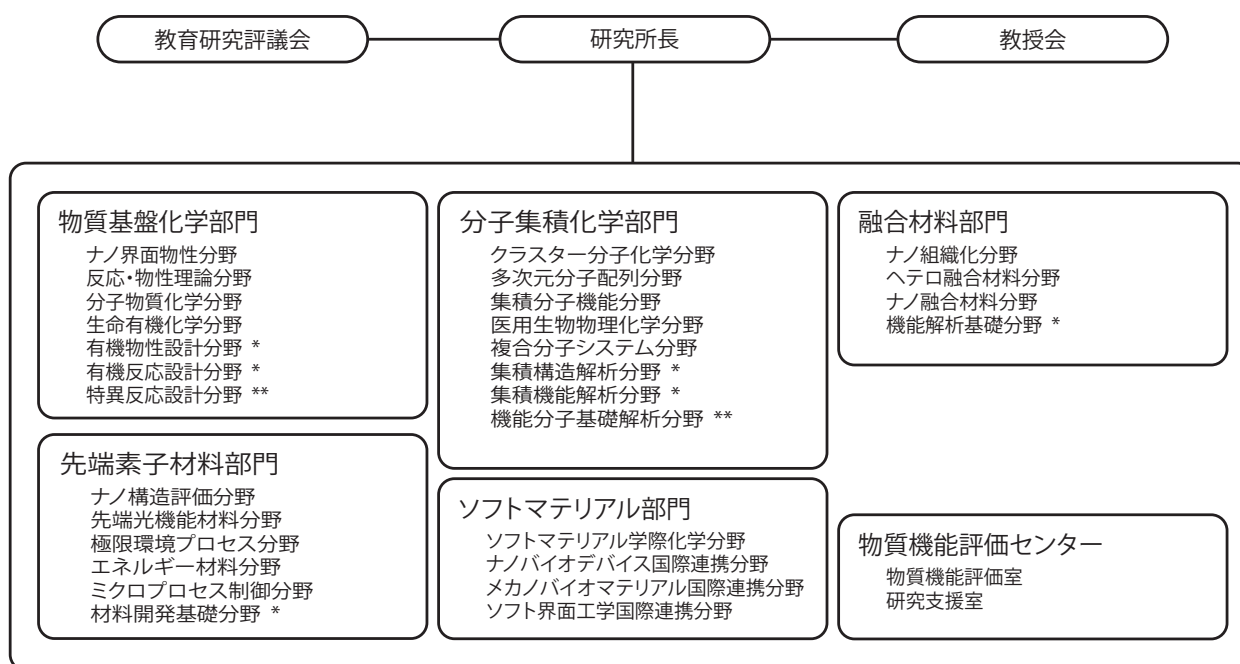 教育研究評議会
研究所長
教授会
物質基盤化学部門
ナノ界面物性分野
反応・物性理論分野
分子物質化学分野
生命有機化学分野
有機物性設計分野 *
有機反応設計分野 *
特異反応設計分野 **
分子集積化学部門
クラスター分子化学分野
多次元分子配列分野
集積分子機能分野
医用生物物理化学分野
複合分子システム分野
集積構造解析分野 *
集積機能解析分野 *
機能分子基礎解析分野 **
融合材料部門
ナノ組織化分野
ヘテロ融合材料分野
ナノ融合材料分野
機能解析基礎分野 *
先端素子材料部門
ナノ構造評価分野
先端光機能材料分野
極限環境プロセス分野
エネルギー材料分野
ミクロプロセス制御分野
材料開発基礎分野 *
ソフトマテリアル部門
ソフトマテリアル学際化学分野
ナノバイオデバイス国際連携分野
メカノバイオマテリアル国際連携分野
ソフト界面工学国際連携分野
物質機能評価センター
物質機能評価室
研究支援室